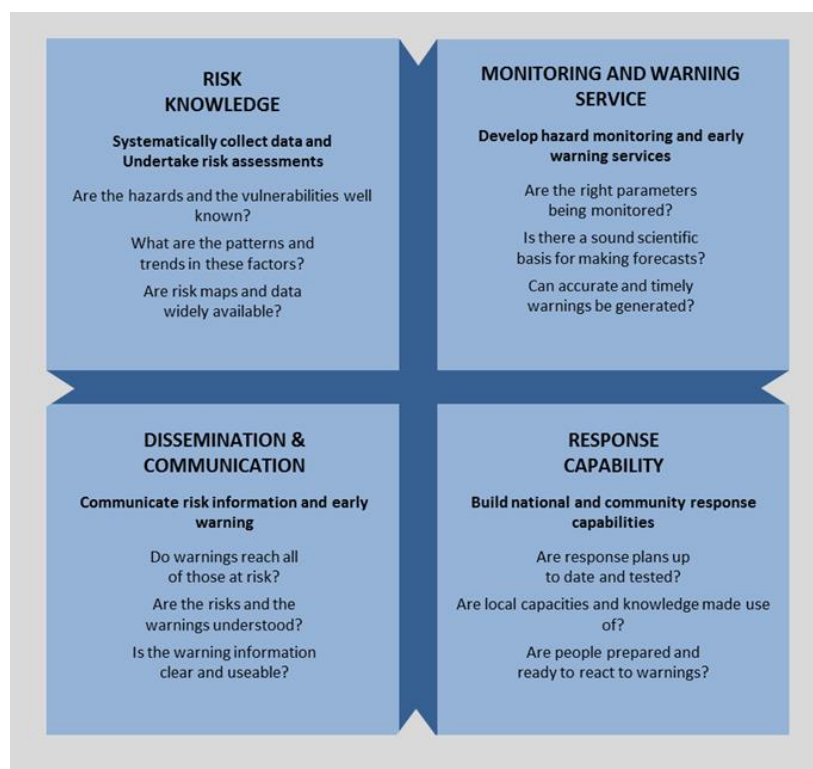 RISK
KNOWLEDGE
Systematically collect data and
Undertake risk assessments
Are the hazards and the vulnerabilities well
known?
What are the patterns and
trends in these factors?
Are risk maps and data
widely available?
MONITORING AND WARNING
SERVICE
Develop hazard monitoring and early
warning services
Are the right parameters
being monitored?
Is there a sound scientific
basis for making forecasts?
Can accurate and timely
warnings be generated?
DISSEMINATION &
COMMUNICATION
Communicate risk information and early
warning
Do warnings reach all
of those at risk?
Are the risks and the
warnings understood?
Is the warning information
clear and useable?
RESPONSE
CAPABILITY
Build national and community response
capabilities
Are response plans up
to date and tested?
Are local capacities and knowledge made use
of?
Are people prepared and
ready to react to warnings?